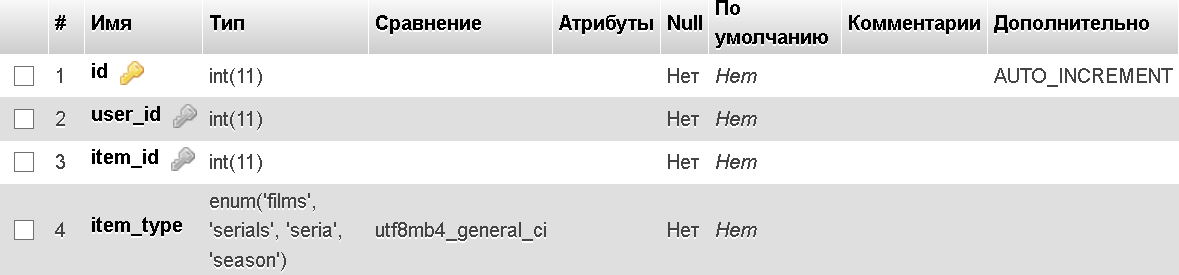 # Имя Тип Сравнение Атрибуты Null По умолчанию Комментарии Дополнительно
1 id int(11) Нет Нет AUTO_INCREMENT
2 user_id int(11) Нет Нет
3 item_id int(11) Нет Нет
4 item_type enum('films', 'serials', 'seria', 'season') utf8mb4_general_ci Нет Нет